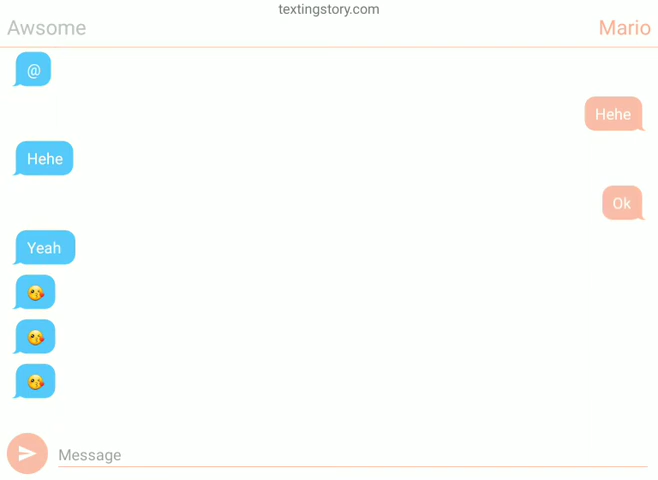 textingstory.com
Awsome Mario
@
Hehe
Hehe
Ok
Yeah
😘
😘
😘
Message